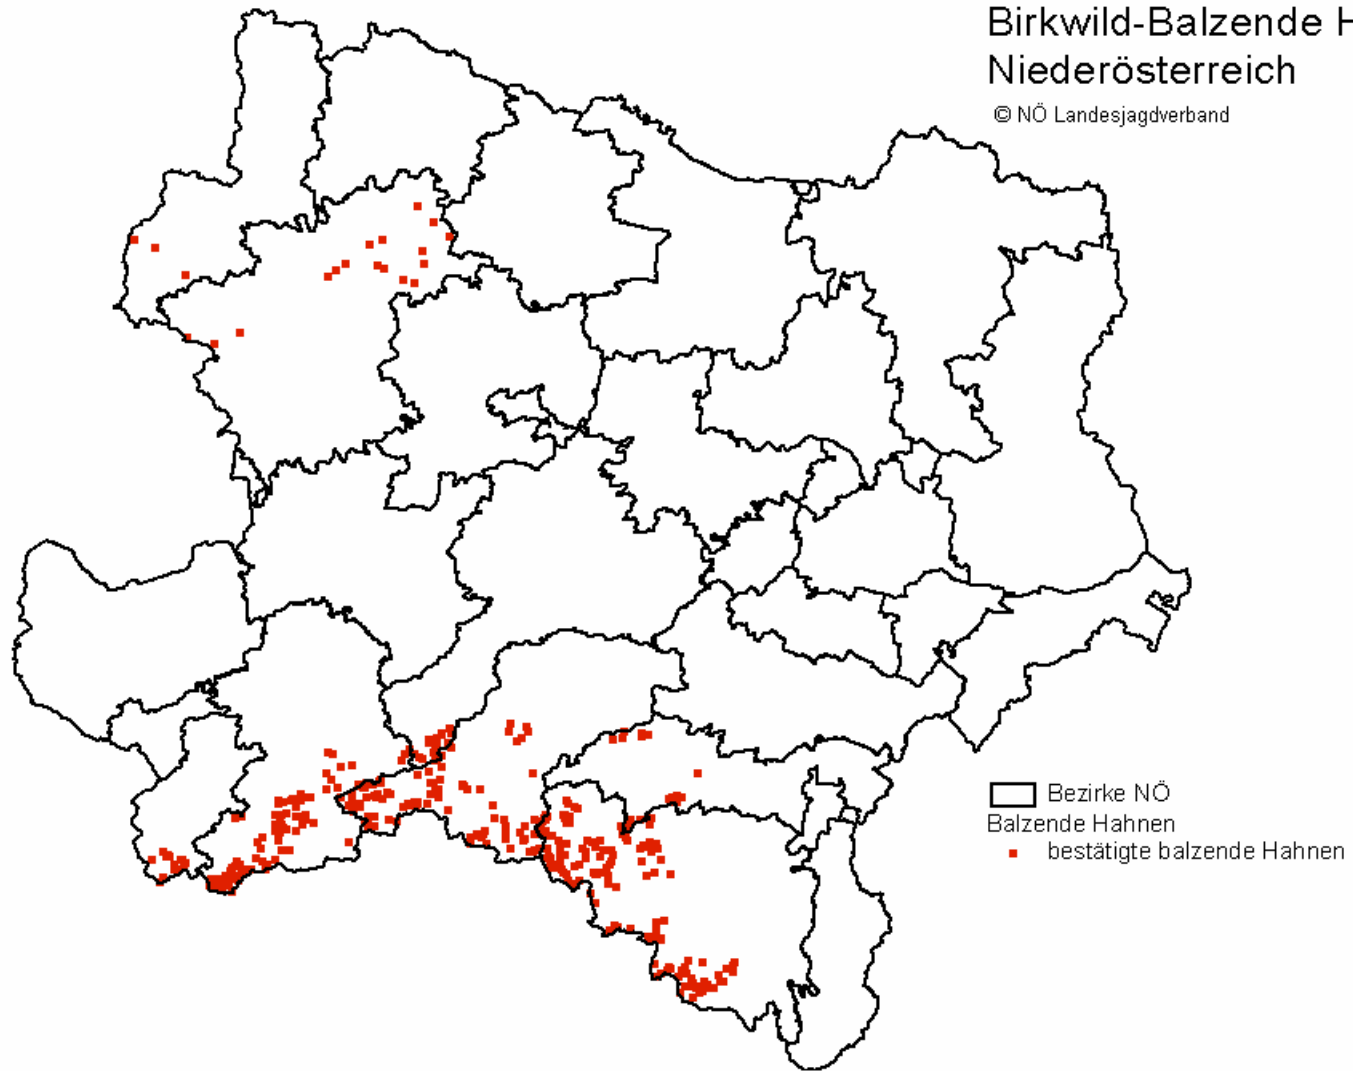 Birkwild-Balzende
Niederösterreich
© NÖ Landesjagdverband
Bezirke NÖ
Balzende Hahnen
bestätigte balzende Hahnen